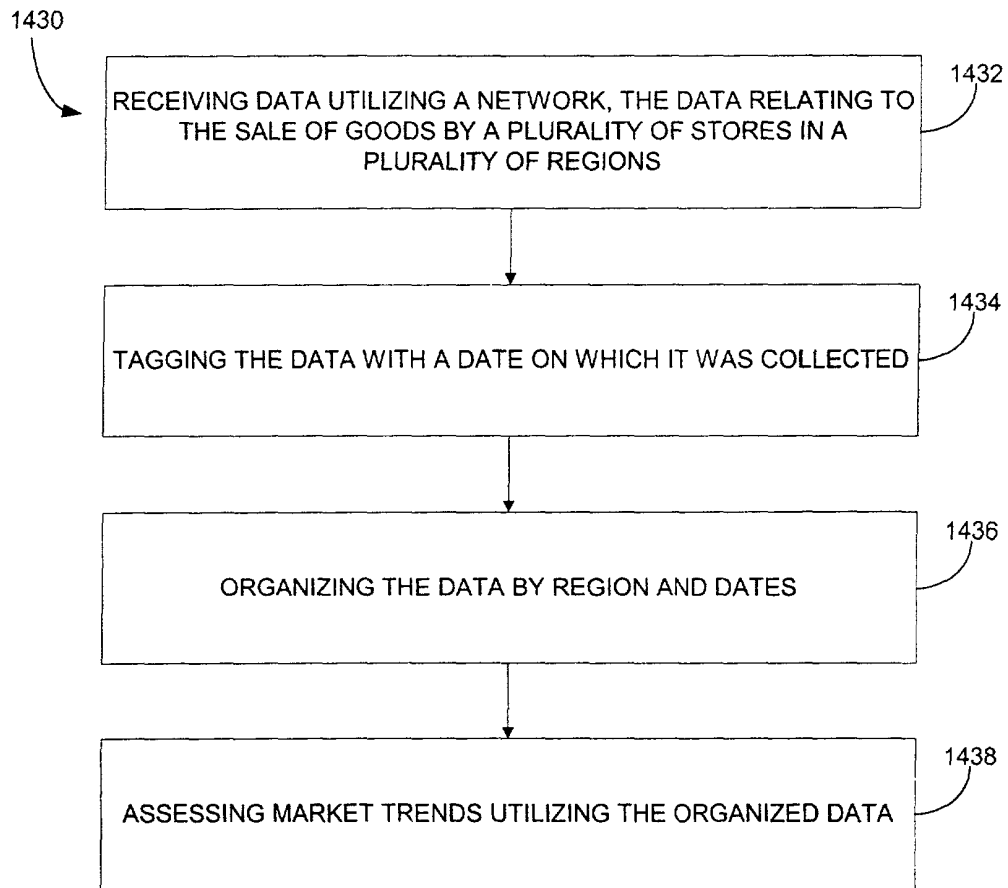 1430
1432
RECEIVING DATA UTILIZING A NETWORK, THE DATA RELATING TO
THE SALE OF GOODS BY A PLURALITY OF STORES IN A
PLURALITY OF REGIONS
1434
TAGGING THE DATA WITH A DATE ON WHICH IT WAS COLLECTED
1436
ORGANIZING THE DATA BY REGION AND DATES
1438
ASSESSING MARKET TRENDS UTILIZING THE ORGANIZED DATA